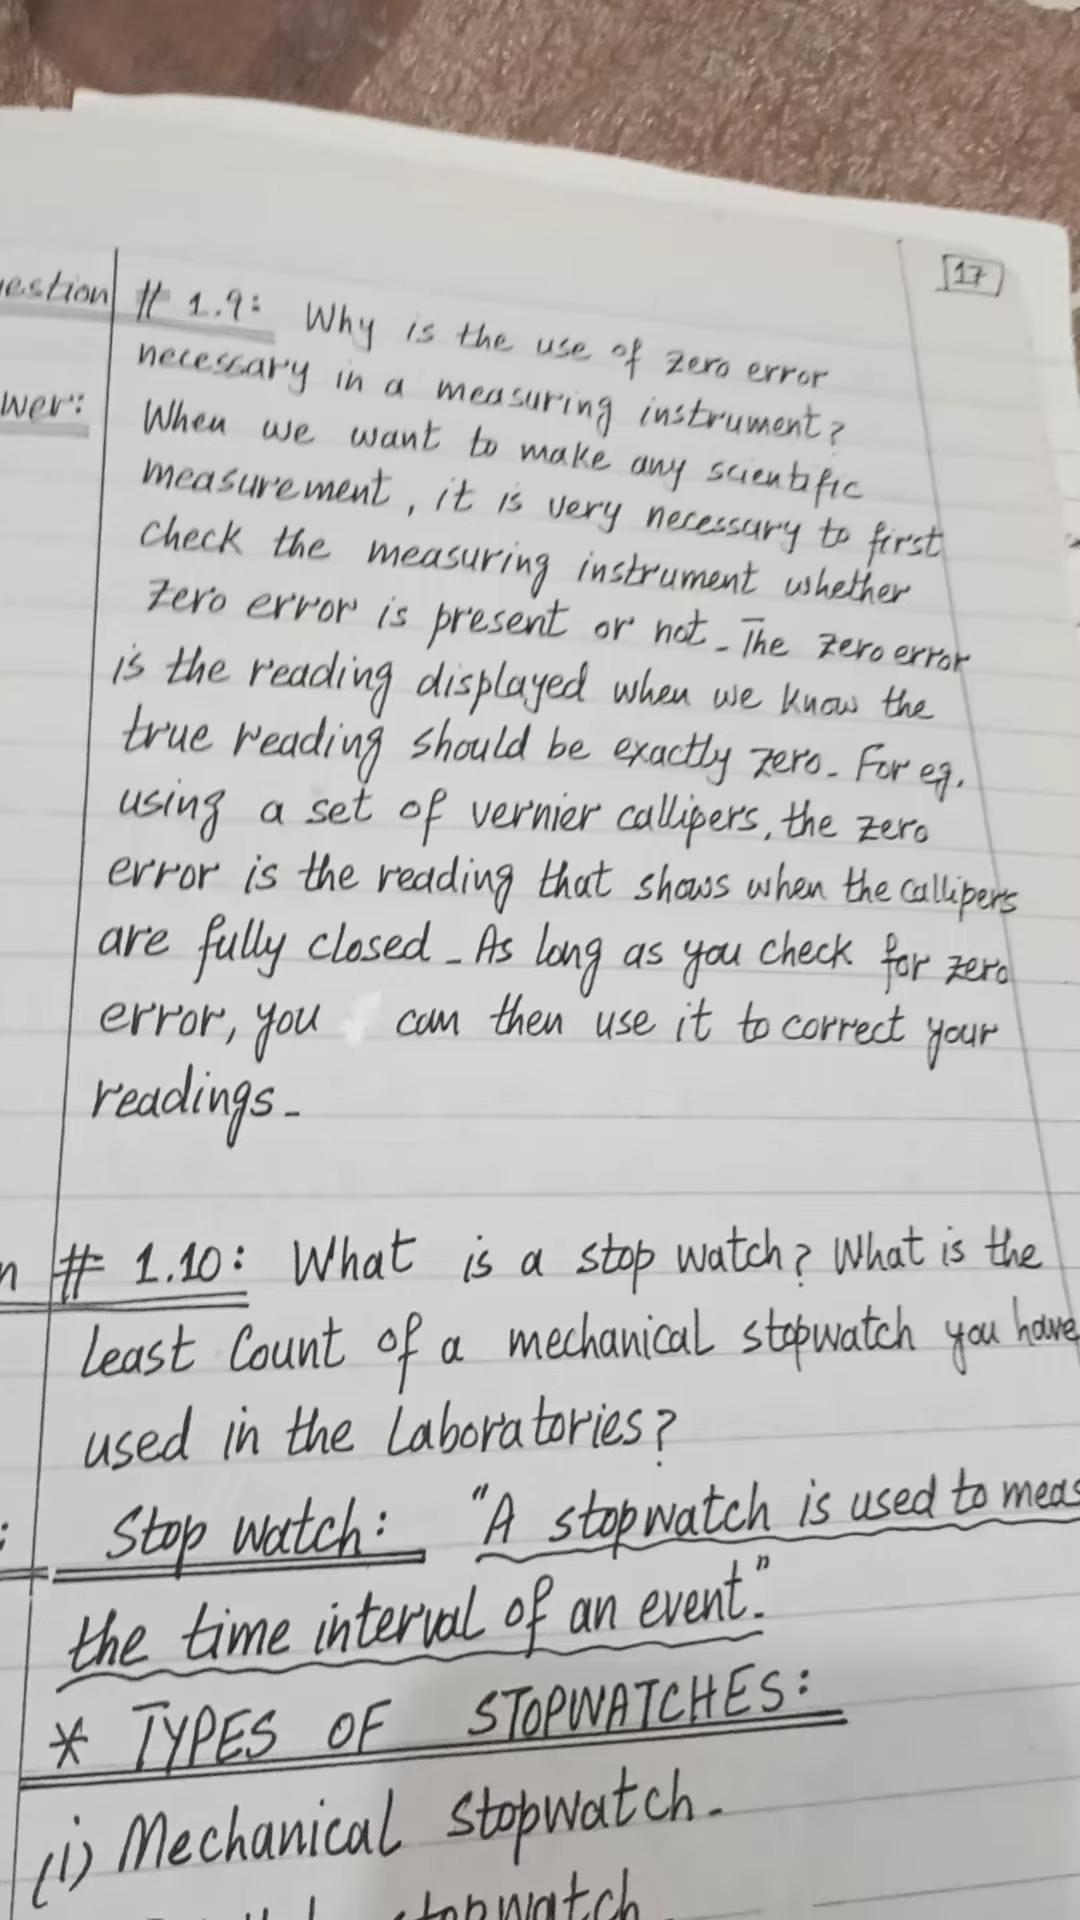 17
uestion # 1.9: Why is the use of zero error
necessary in a measuring instrument?
wer: When we want to make any scientific
measurement, it is very necessary to first
check the measuring instrument whether
zero error is present or not. The zero error
is the reading displayed when we know the
true reading should be exactly zero. For eg.
using a set of vernier callipers, the zero
error is the reading that shows when the callipers
are fully closed. As long as you check for zero
error, you can then use it to correct your
readings.
n # 1.10: What is a stop watch? What is the
Least Count of a mechanical stopwatch you have
used in the Laboratories?
: Stop watch: "A stopwatch is used to meas
the time interval of an event."
* TYPES OF STOPWATCHES:
(i) Mechanical stopwatch.
stopwatch